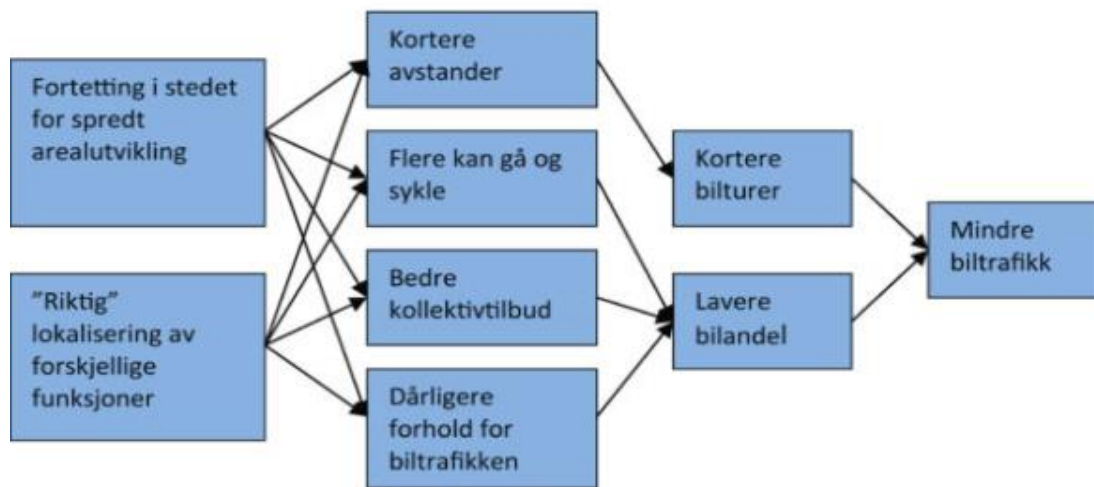 Fortetting i stedet
for spredt
arealutvikling
"Riktig"
lokalisering av
forskjellige
funksjoner
Kortere
avstander
Flere kan gå og
sykle
Bedre
kollektivtilbud
Dårligere
forhold for
biltrafikken
Kortere
bilturer
Lavere
bilandel
Mindre
biltrafikk